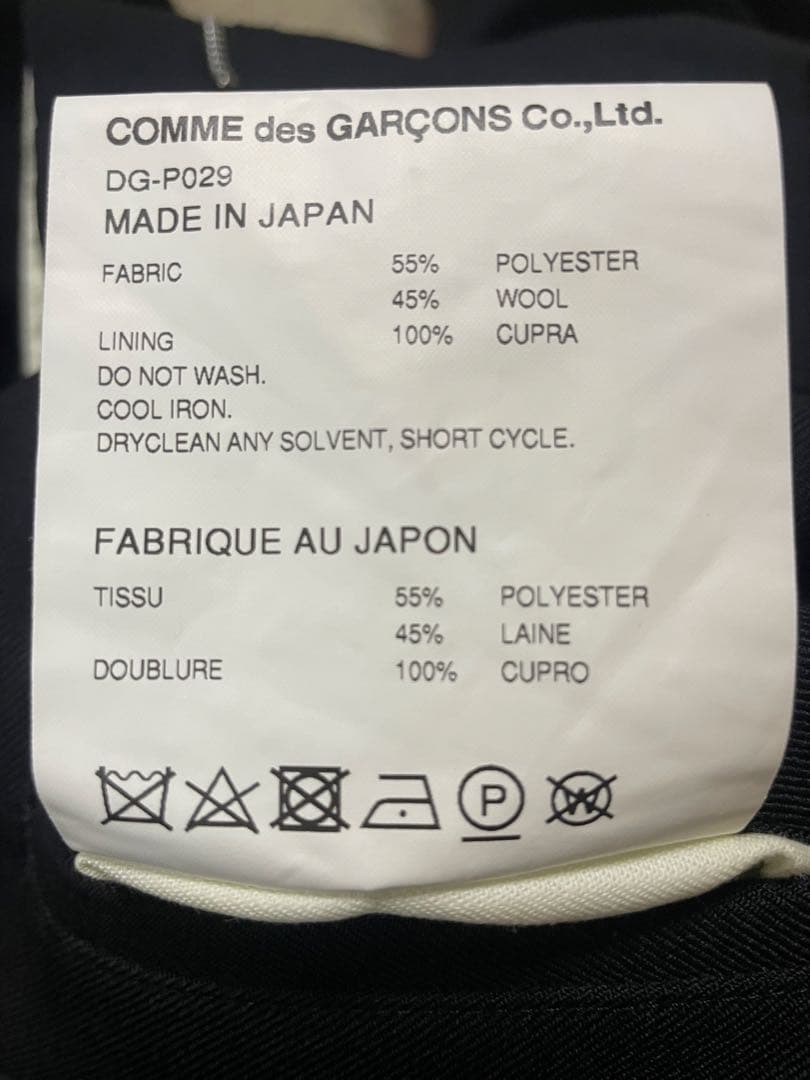 COMME des GARÇONS Co.,Ltd.
DG-P029
MADE IN JAPAN
FABRIC 55% POLYESTER
45% WOOL
LINING 100% CUPRA
DO NOT WASH.
COOL IRON.
DRYCLEAN ANY SOLVENT, SHORT CYCLE.
FABRIQUE AU JAPON
TISSU 55% POLYESTER
45% LAINE
DOUBLURE 100% CUPRO
P W